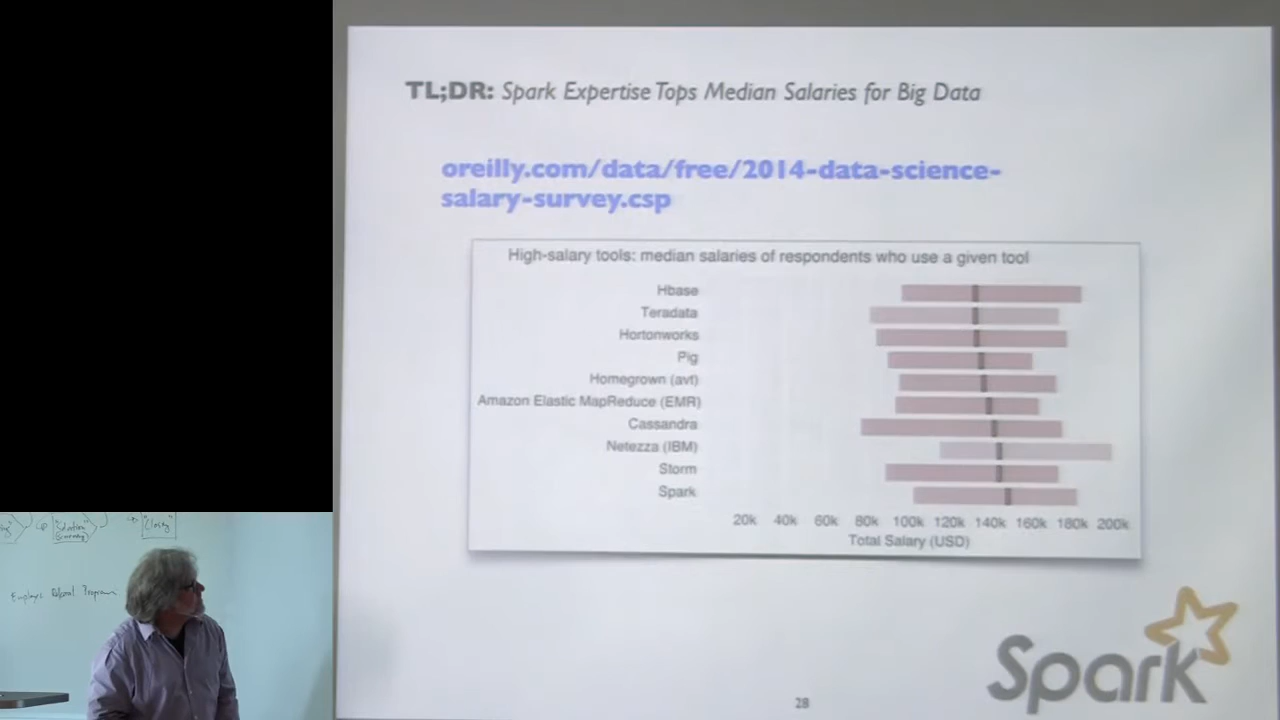 TL;DR: Spark Expertise Tops Median Salaries for Big Data
oreilly.com/data/free/2014-data-science-
salary-survey.csp
High-salary tools: median salaries of respondents who use a given tool
Hbase
Teradata
Hortonworks
Pig
Homegrown (avt)
Amazon Elastic MapReduce (EMR)
Cassandra
Netezza (IBM)
Storm
Spark
20k 40k 60k 80k 100k 120k 140k 160k 180k 200k
Total Salary (USD)
Spark
28
"Closing"
Program